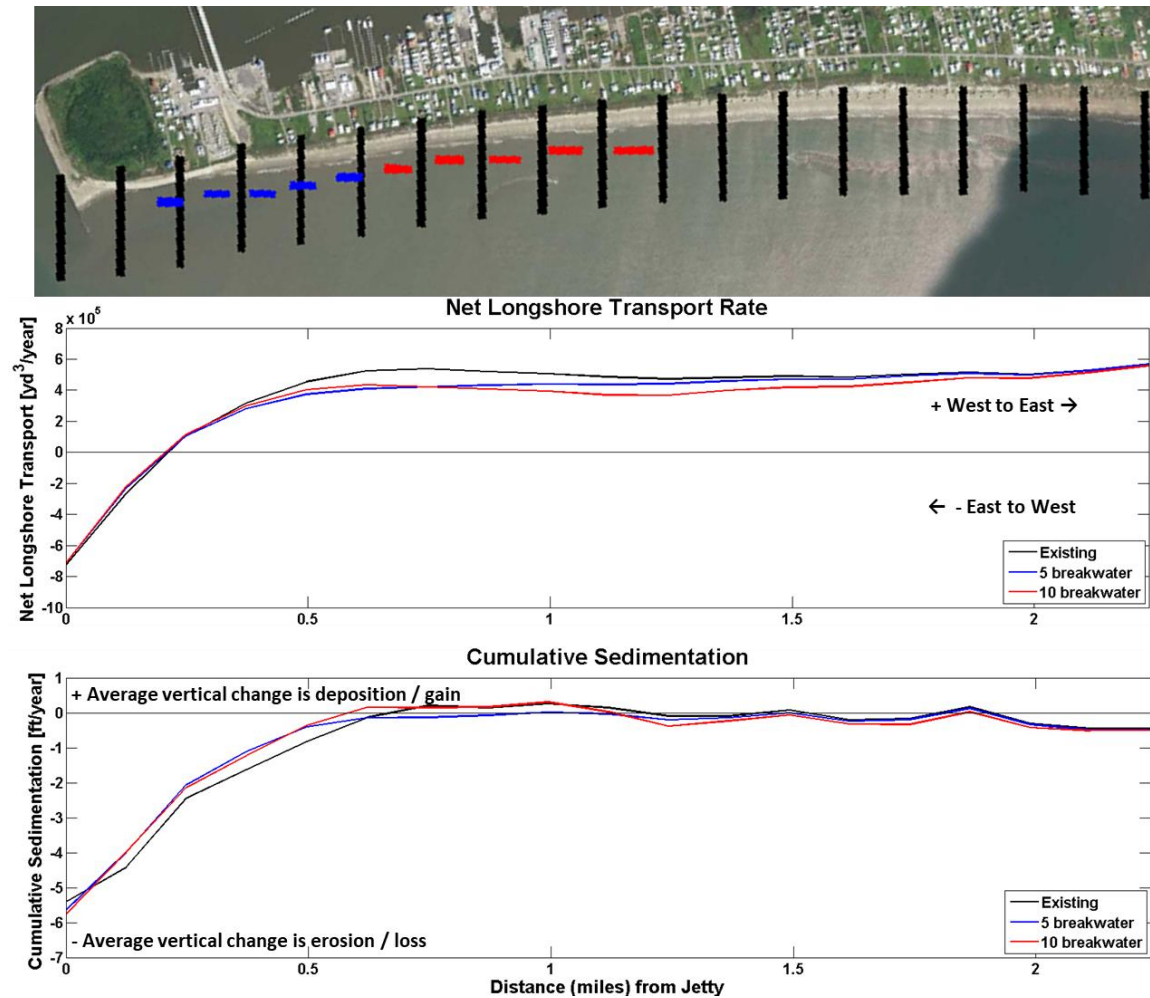 Net Longshore Transport Rate
× 10⁵
Net Longshore Transport [yd³/year]
8
6
4
2
0
-2
-4
-6
-8
-10
+ West to East →
← - East to West
Existing
5 breakwater
10 breakwater
0 0.5 1 1.5 2
Cumulative Sedimentation
Cumulative Sedimentation [ft/year]
1
0
-1
-2
-3
-4
-5
-6
-7
+ Average vertical change is deposition / gain
- Average vertical change is erosion / loss
Existing
5 breakwater
10 breakwater
0 0.5 1 1.5 2
Distance (miles) from Jetty